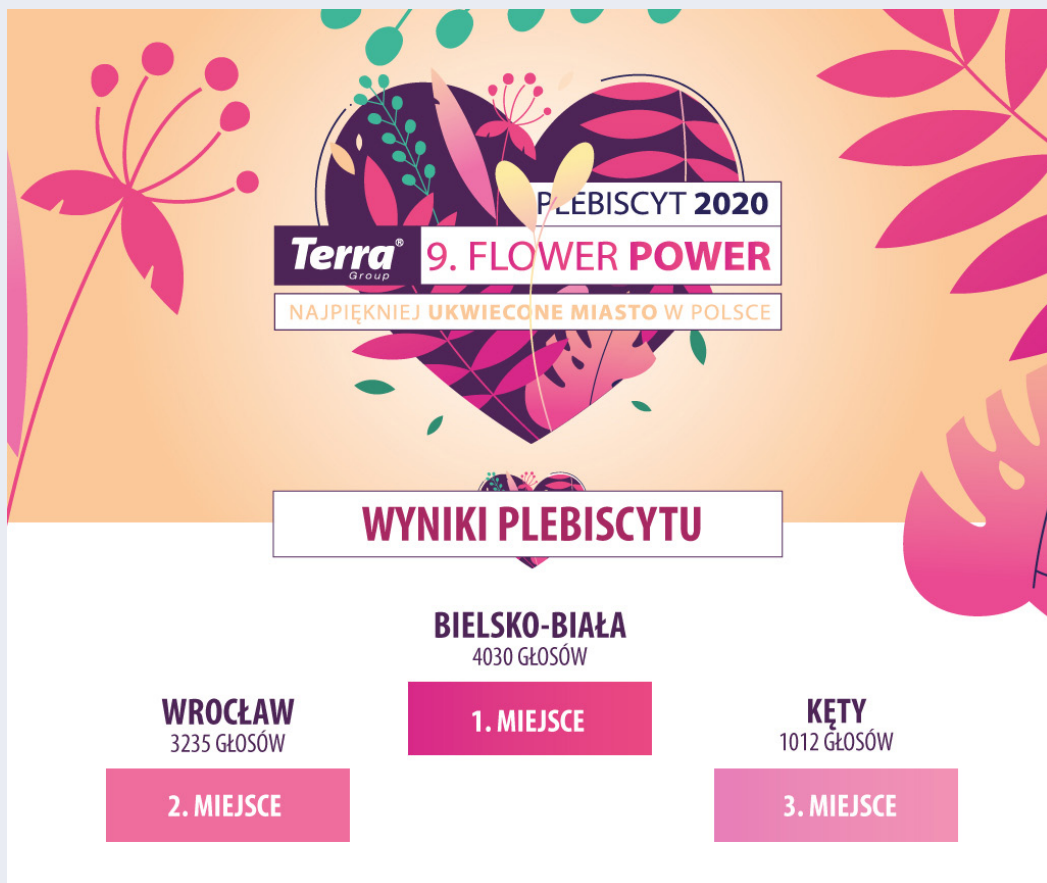 PLEBISCYT 2020
Terra® Group
9. FLOWER POWER
NAJPIĘKNIEJ UKWIECONE MIASTO W POLSCE
WYNIKI PLEBISCYTU
BIELSKO-BIAŁA
4030 GŁOSÓW
1. MIEJSCE
WROCŁAW
3235 GŁOSÓW
2. MIEJSCE
KĘTY
1012 GŁOSÓW
3. MIEJSCE